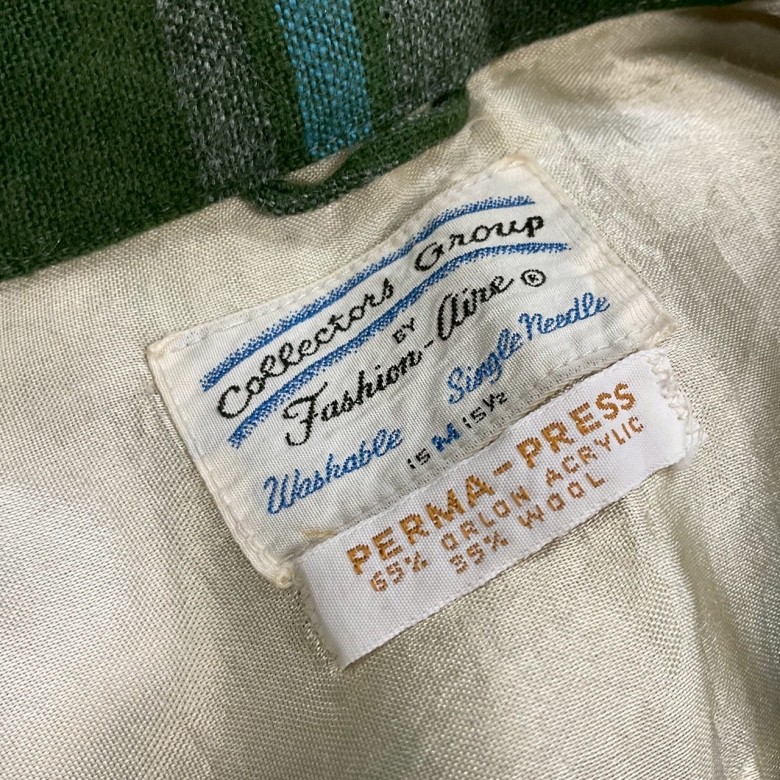 Collectors Group
BY
Fashion-Aire ®
Washable Single Needle
15 M 15½
PERMA-PRESS
65% ORLON ACRYLIC
35% WOOL